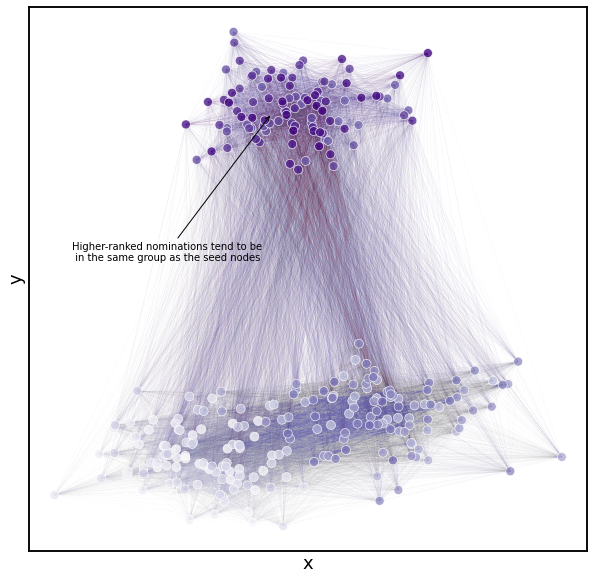 Higher-ranked nominations tend to be
in the same group as the seed nodes
y
x